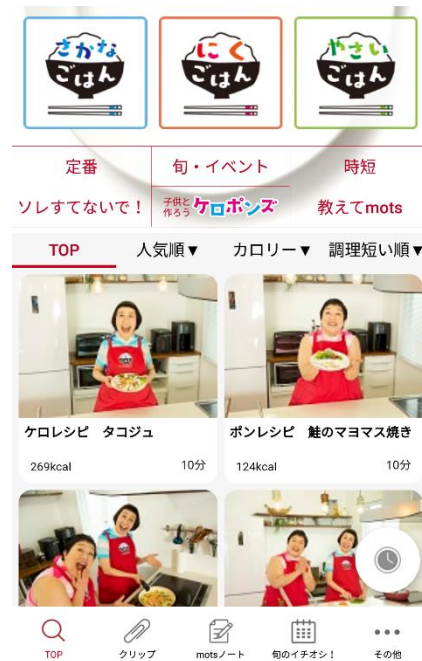 さかな
ごはん
にく
ごはん
やさい
ごはん
定番
旬・イベント
時短
ソレすてないで！
子供と
作ろう
ケロポンズ
教えてmots
TOP
人気順▼
カロリー▼
調理短い順▼
ケロレシピ タコジュ
269kcal
10分
ポンレシピ 鮭のマヨマス焼き
124kcal
10分
TOP
クリップ
motsノート
旬のイチオシ！
その他